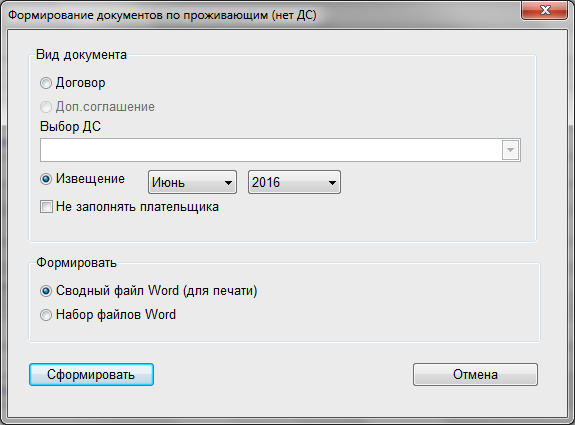 Формирование документов по проживающим (нет ДС)
Вид документа
Договор
Доп.соглашение
Выбор ДС
Извещение Июнь 2016
Не заполнять плательщика
Формировать
Сводный файл Word (для печати)
Набор файлов Word
Сформировать Отмена